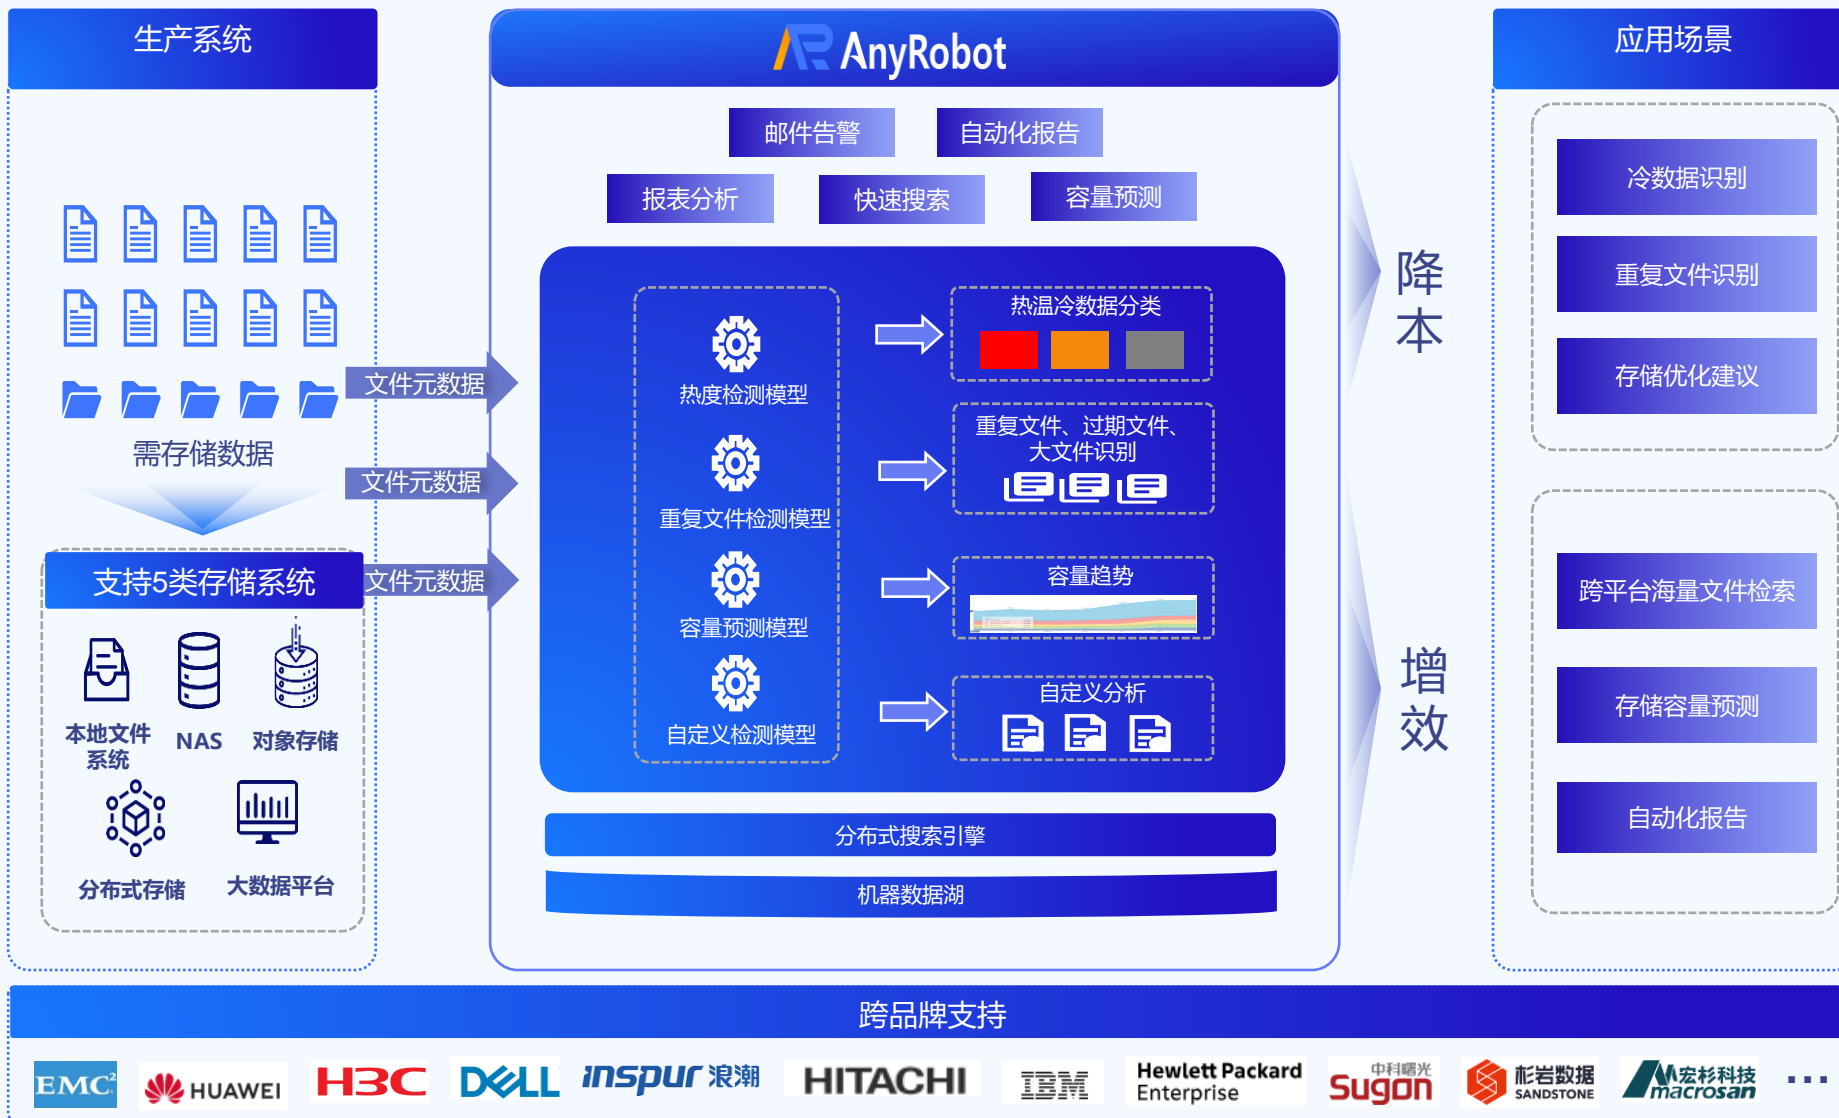 生产系统
需存储数据
支持5类存储系统
本地文件
系统
NAS
对象存储
分布式存储
大数据平台
文件元数据
文件元数据
文件元数据
AnyRobot
邮件告警
自动化报告
报表分析
快速搜索
容量预测
热度检测模型
重复文件检测模型
容量预测模型
自定义检测模型
热温冷数据分类
重复文件、过期文件、
大文件识别
容量趋势
自定义分析
分布式搜索引擎
机器数据湖
降
本
增
效
应用场景
冷数据识别
重复文件识别
存储优化建议
跨平台海量文件检索
存储容量预测
自动化报告
跨品牌支持
EMC²
HUAWEI
H3C
DELL
inspur 浪潮
HITACHI
IBM
Hewlett Packard
Enterprise
中科曙光
Sugon
杉岩数据
SANDSTONE
宏杉科技
macrosan
...